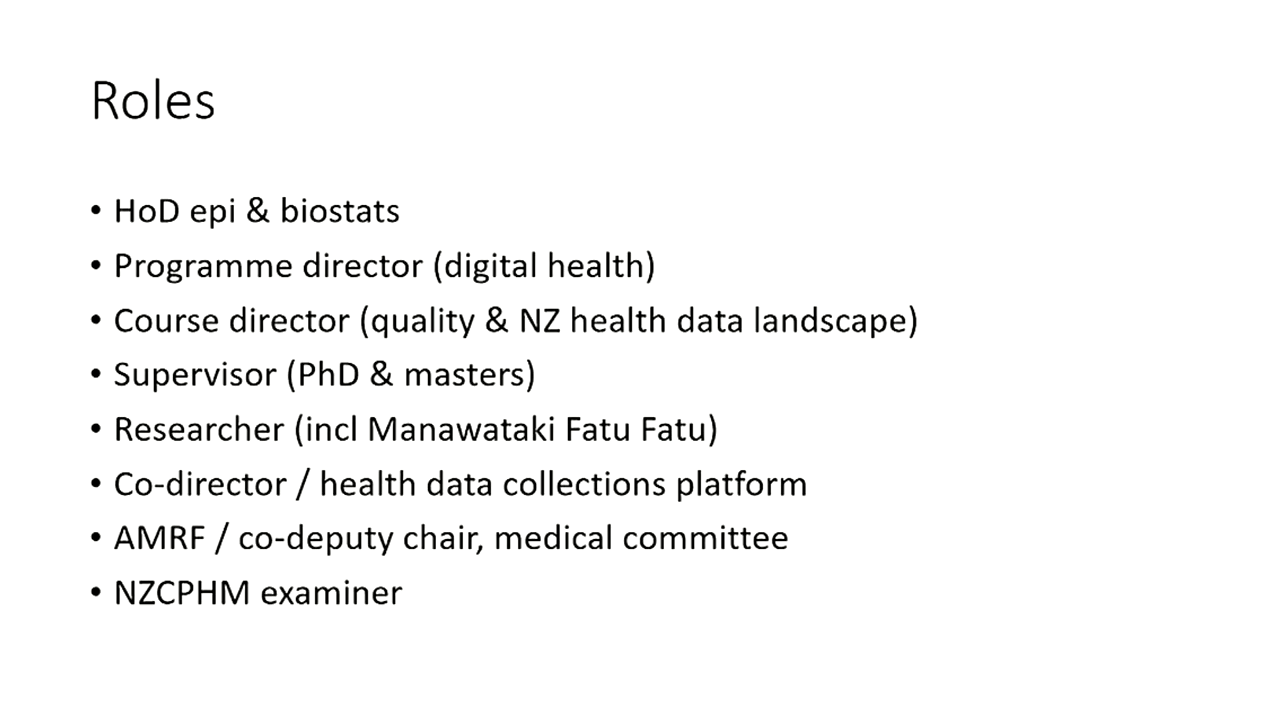 Roles
• HoD epi & biostats
• Programme director (digital health)
• Course director (quality & NZ health data landscape)
• Supervisor (PhD & masters)
• Researcher (incl Manawataki Fatu Fatu)
• Co-director / health data collections platform
• AMRF / co-deputy chair, medical committee
• NZCPHM examiner